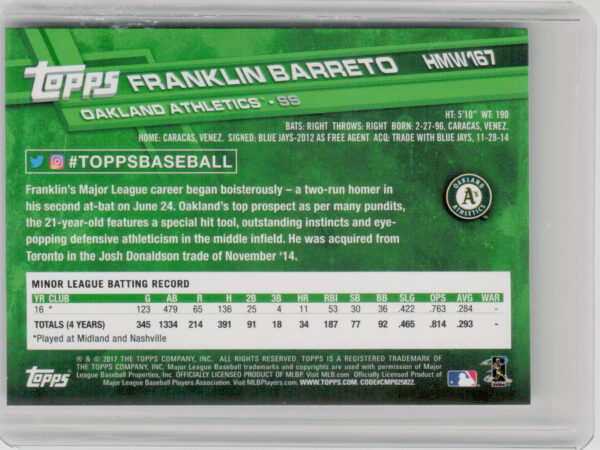 Topps FRANKLIN BARRETO HMW167
OAKLAND ATHLETICS - SS
HT: 5'10" WT: 190
BATS: RIGHT THROWS: RIGHT BORN: 2-27-96, CARACAS, VENEZ.
HOME: CARACAS, VENEZ. SIGNED: BLUE JAYS-2012 AS FREE AGENT ACQ: TRADE WITH BLUE JAYS, 11-28-14
#TOPPSBASEBALL
Franklin's Major League career began boisterously – a two-run homer in
his second at-bat on June 24. Oakland's top prospect as per many pundits,
the 21-year-old features a special hit tool, outstanding instincts and eye-
popping defensive athleticism in the middle infield. He was acquired from
Toronto in the Josh Donaldson trade of November '14.
OAKLAND A's ATHLETICS
MINOR LEAGUE BATTING RECORD
YR CLUB G AB R H 2B 3B HR RBI SB BB SLG OPS AVG WAR
16 * 123 479 65 136 25 4 11 53 30 36 .422 .763 .284 -
TOTALS (4 YEARS) 345 1334 214 391 91 18 34 187 77 92 .465 .814 .293 -
*Played at Midland and Nashville
® & © 2017 THE TOPPS COMPANY, INC. ALL RIGHTS RESERVED. TOPPS IS A REGISTERED TRADEMARK OF
THE TOPPS COMPANY, INC. Major League Baseball trademarks and copyrights are used with permission of Major
League Baseball Properties, Inc. OFFICIALLY LICENSED PRODUCT OF MLBP. Visit MLB.com Officially Licensed Product of
Major League Baseball Players Association. Visit MLBPlayers.com. WWW.TOPPS.COM. CODE#CMP025822.
Topps